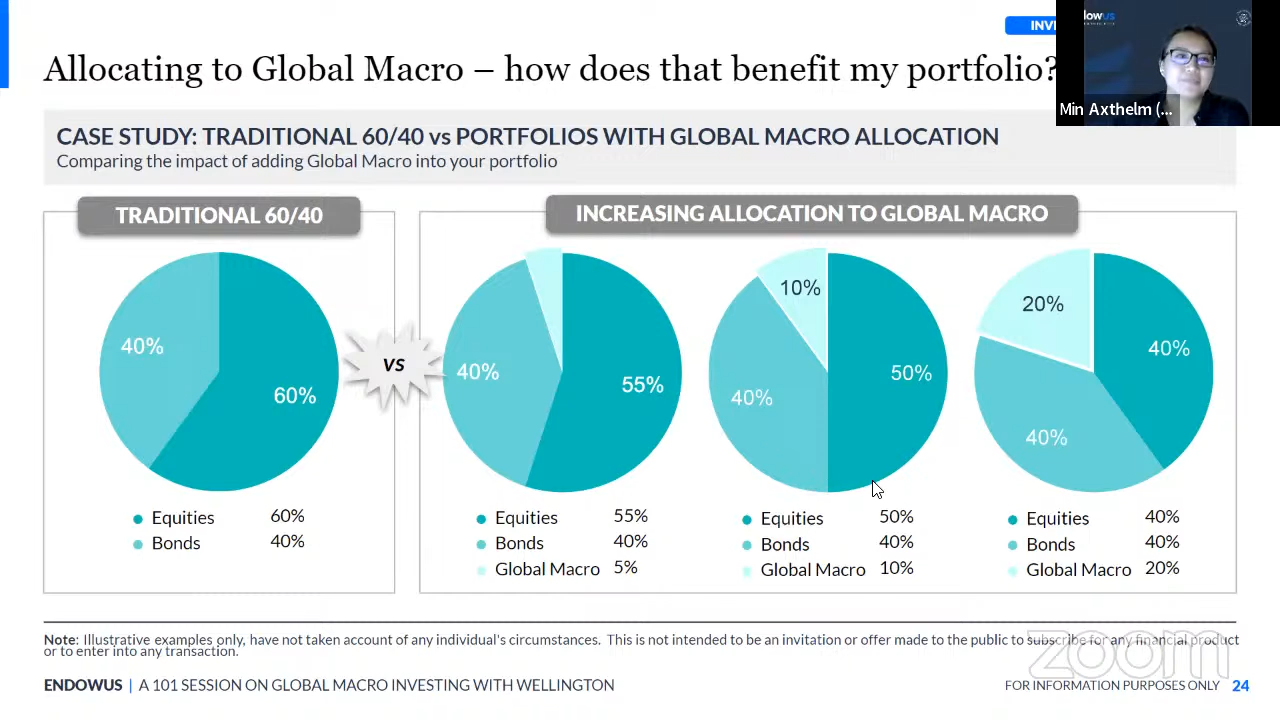 INVE
lowus
Allocating to Global Macro – how does that benefit my portfolio?
Min Axthelm (...
CASE STUDY: TRADITIONAL 60/40 vs PORTFOLIOS WITH GLOBAL MACRO ALLOCATION
Comparing the impact of adding Global Macro into your portfolio
TRADITIONAL 60/40
INCREASING ALLOCATION TO GLOBAL MACRO
40%
60%
VS
40%
55%
10%
40%
50%
20%
40%
40%
Equities 60%
Bonds 40%
Equities 55%
Bonds 40%
Global Macro 5%
Equities 50%
Bonds 40%
Global Macro 10%
Equities 40%
Bonds 40%
Global Macro 20%
Note: Illustrative examples only, have not taken account of any individual's circumstances. This is not intended to be an invitation or offer made to the public to subscribe for any financial product
or to enter into any transaction.
zoom
ENDOWUS | A 101 SESSION ON GLOBAL MACRO INVESTING WITH WELLINGTON
FOR INFORMATION PURPOSES ONLY 24